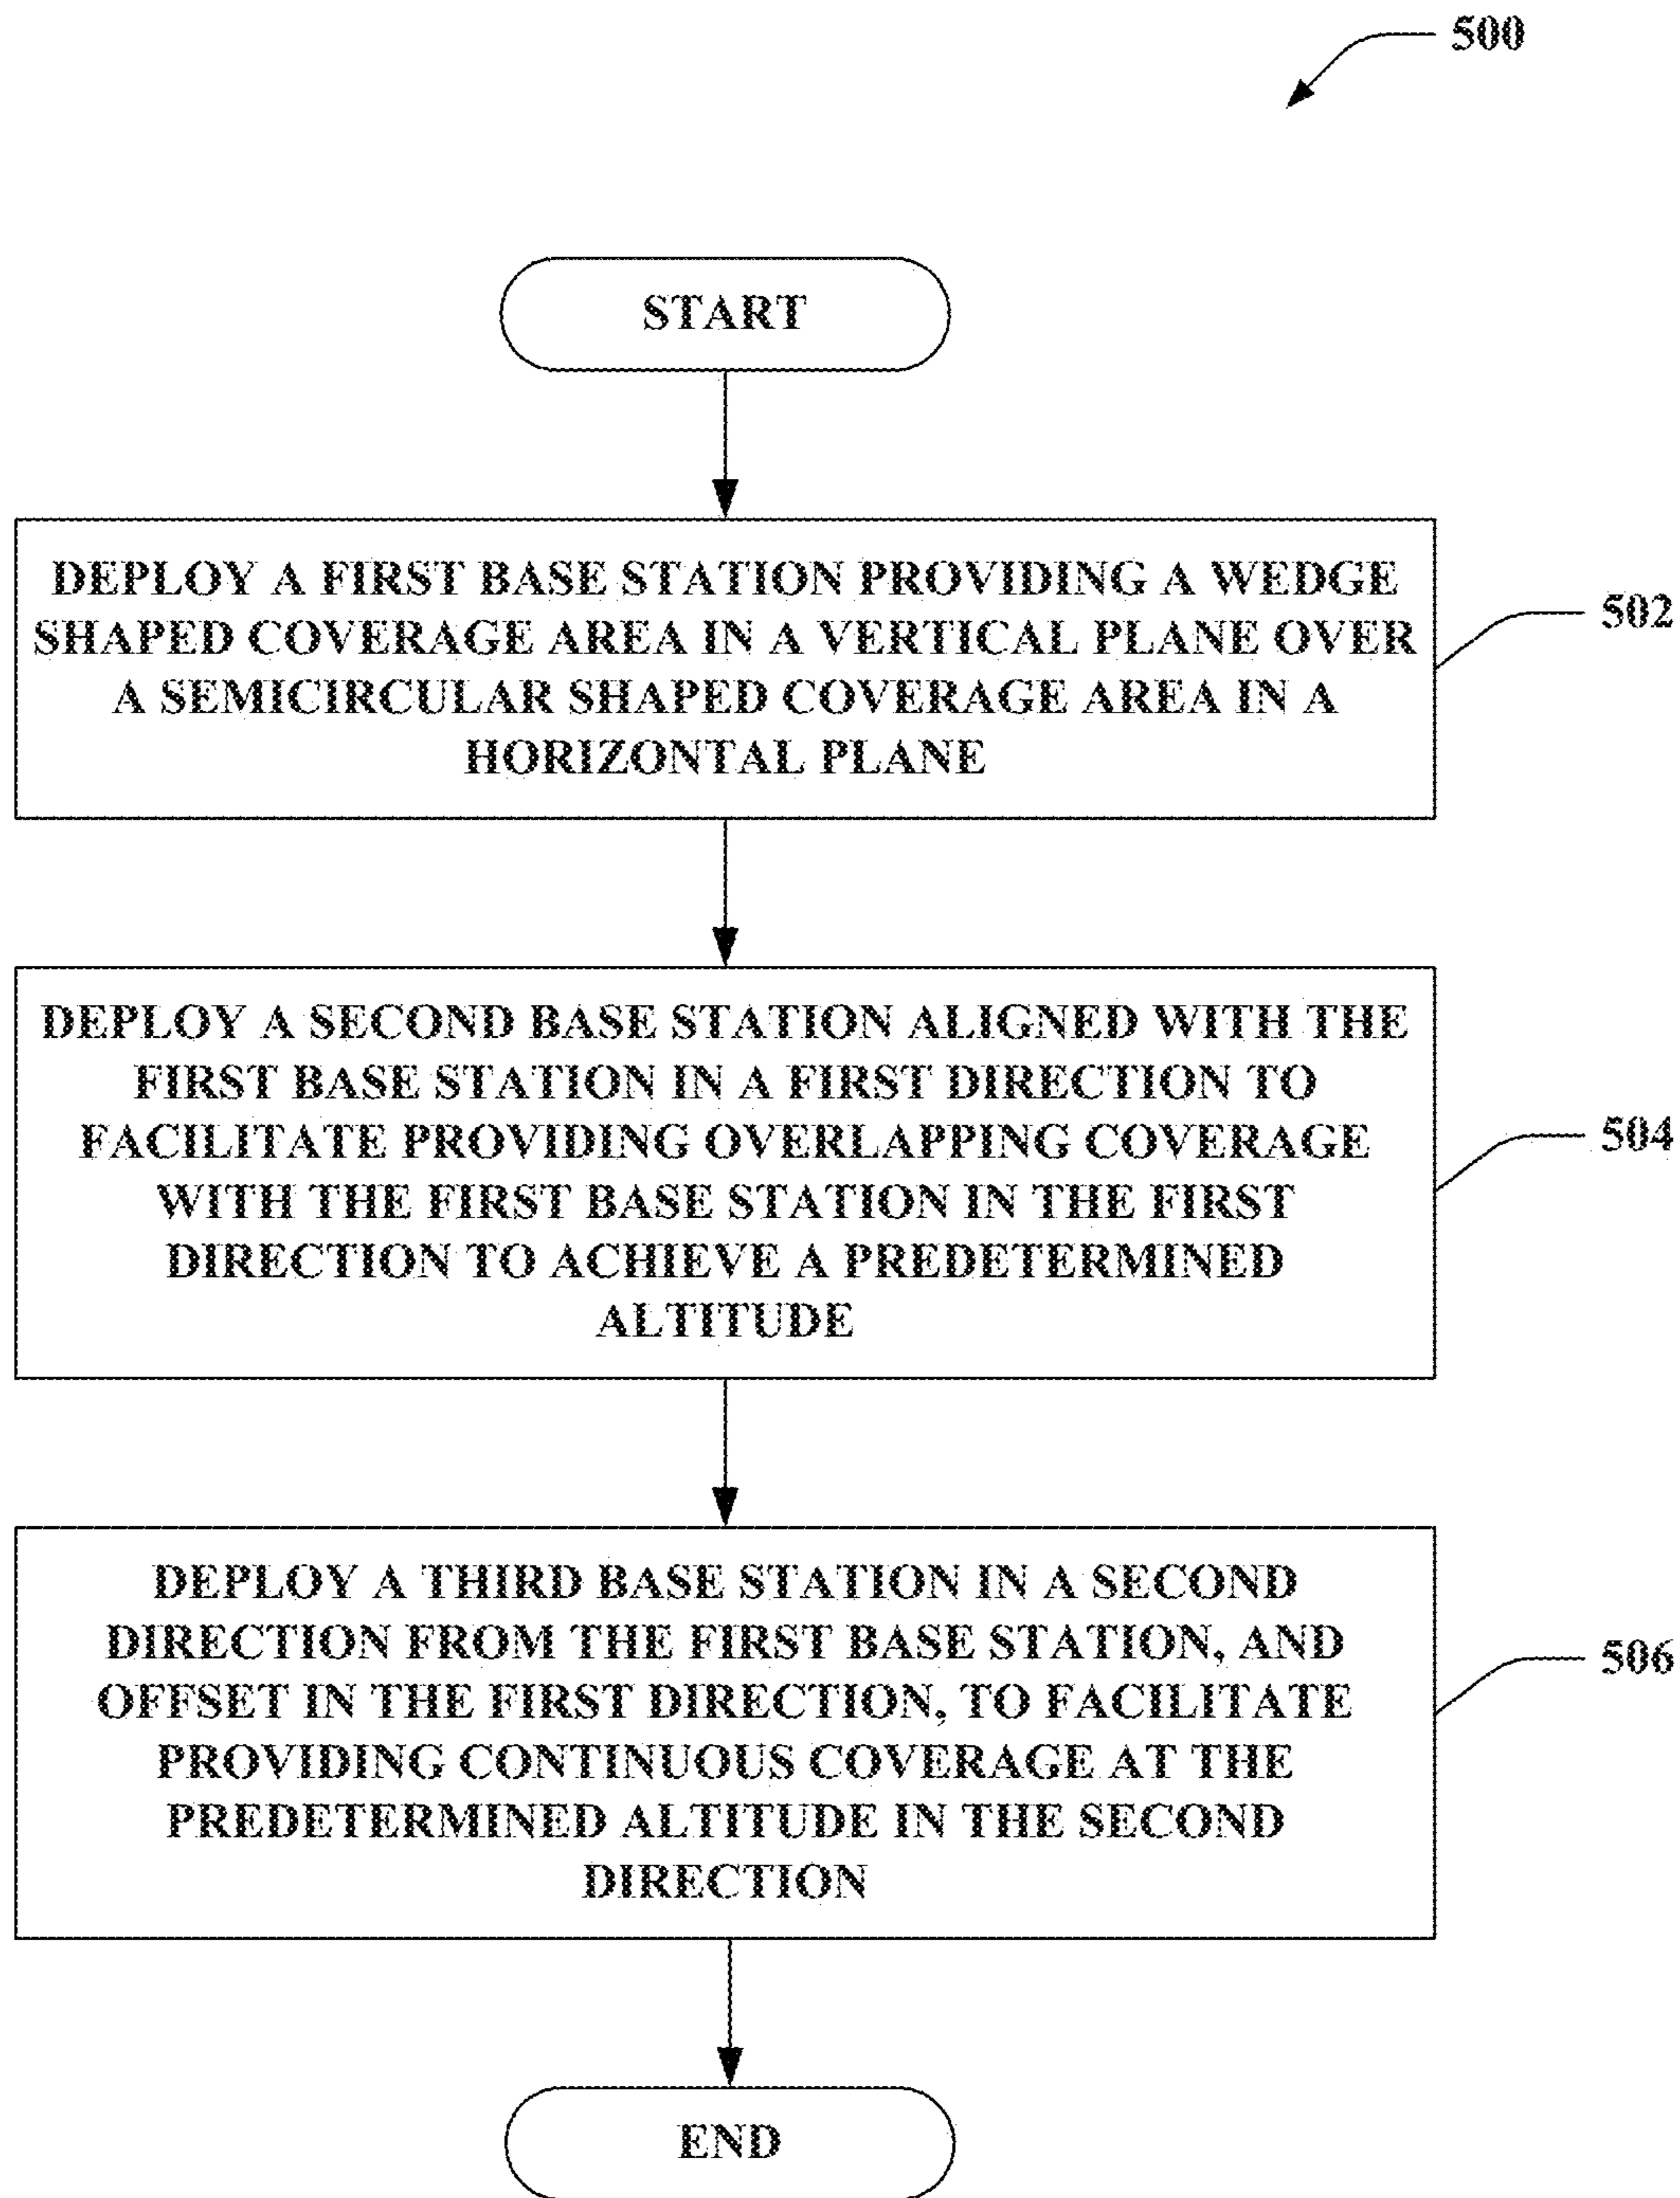 500
START
DEPLOY A FIRST BASE STATION PROVIDING A WEDGE
SHAPED COVERAGE AREA IN A VERTICAL PLANE OVER
A SEMICIRCULAR SHAPED COVERAGE AREA IN A
HORIZONTAL PLANE
502
DEPLOY A SECOND BASE STATION ALIGNED WITH THE
FIRST BASE STATION IN A FIRST DIRECTION TO
FACILITATE PROVIDING OVERLAPPING COVERAGE
WITH THE FIRST BASE STATION IN THE FIRST
DIRECTION TO ACHIEVE A PREDETERMINED
ALTITUDE
504
DEPLOY A THIRD BASE STATION IN A SECOND
DIRECTION FROM THE FIRST BASE STATION, AND
OFFSET IN THE FIRST DIRECTION, TO FACILITATE
PROVIDING CONTINUOUS COVERAGE AT THE
PREDETERMINED ALTITUDE IN THE SECOND
DIRECTION
506
END